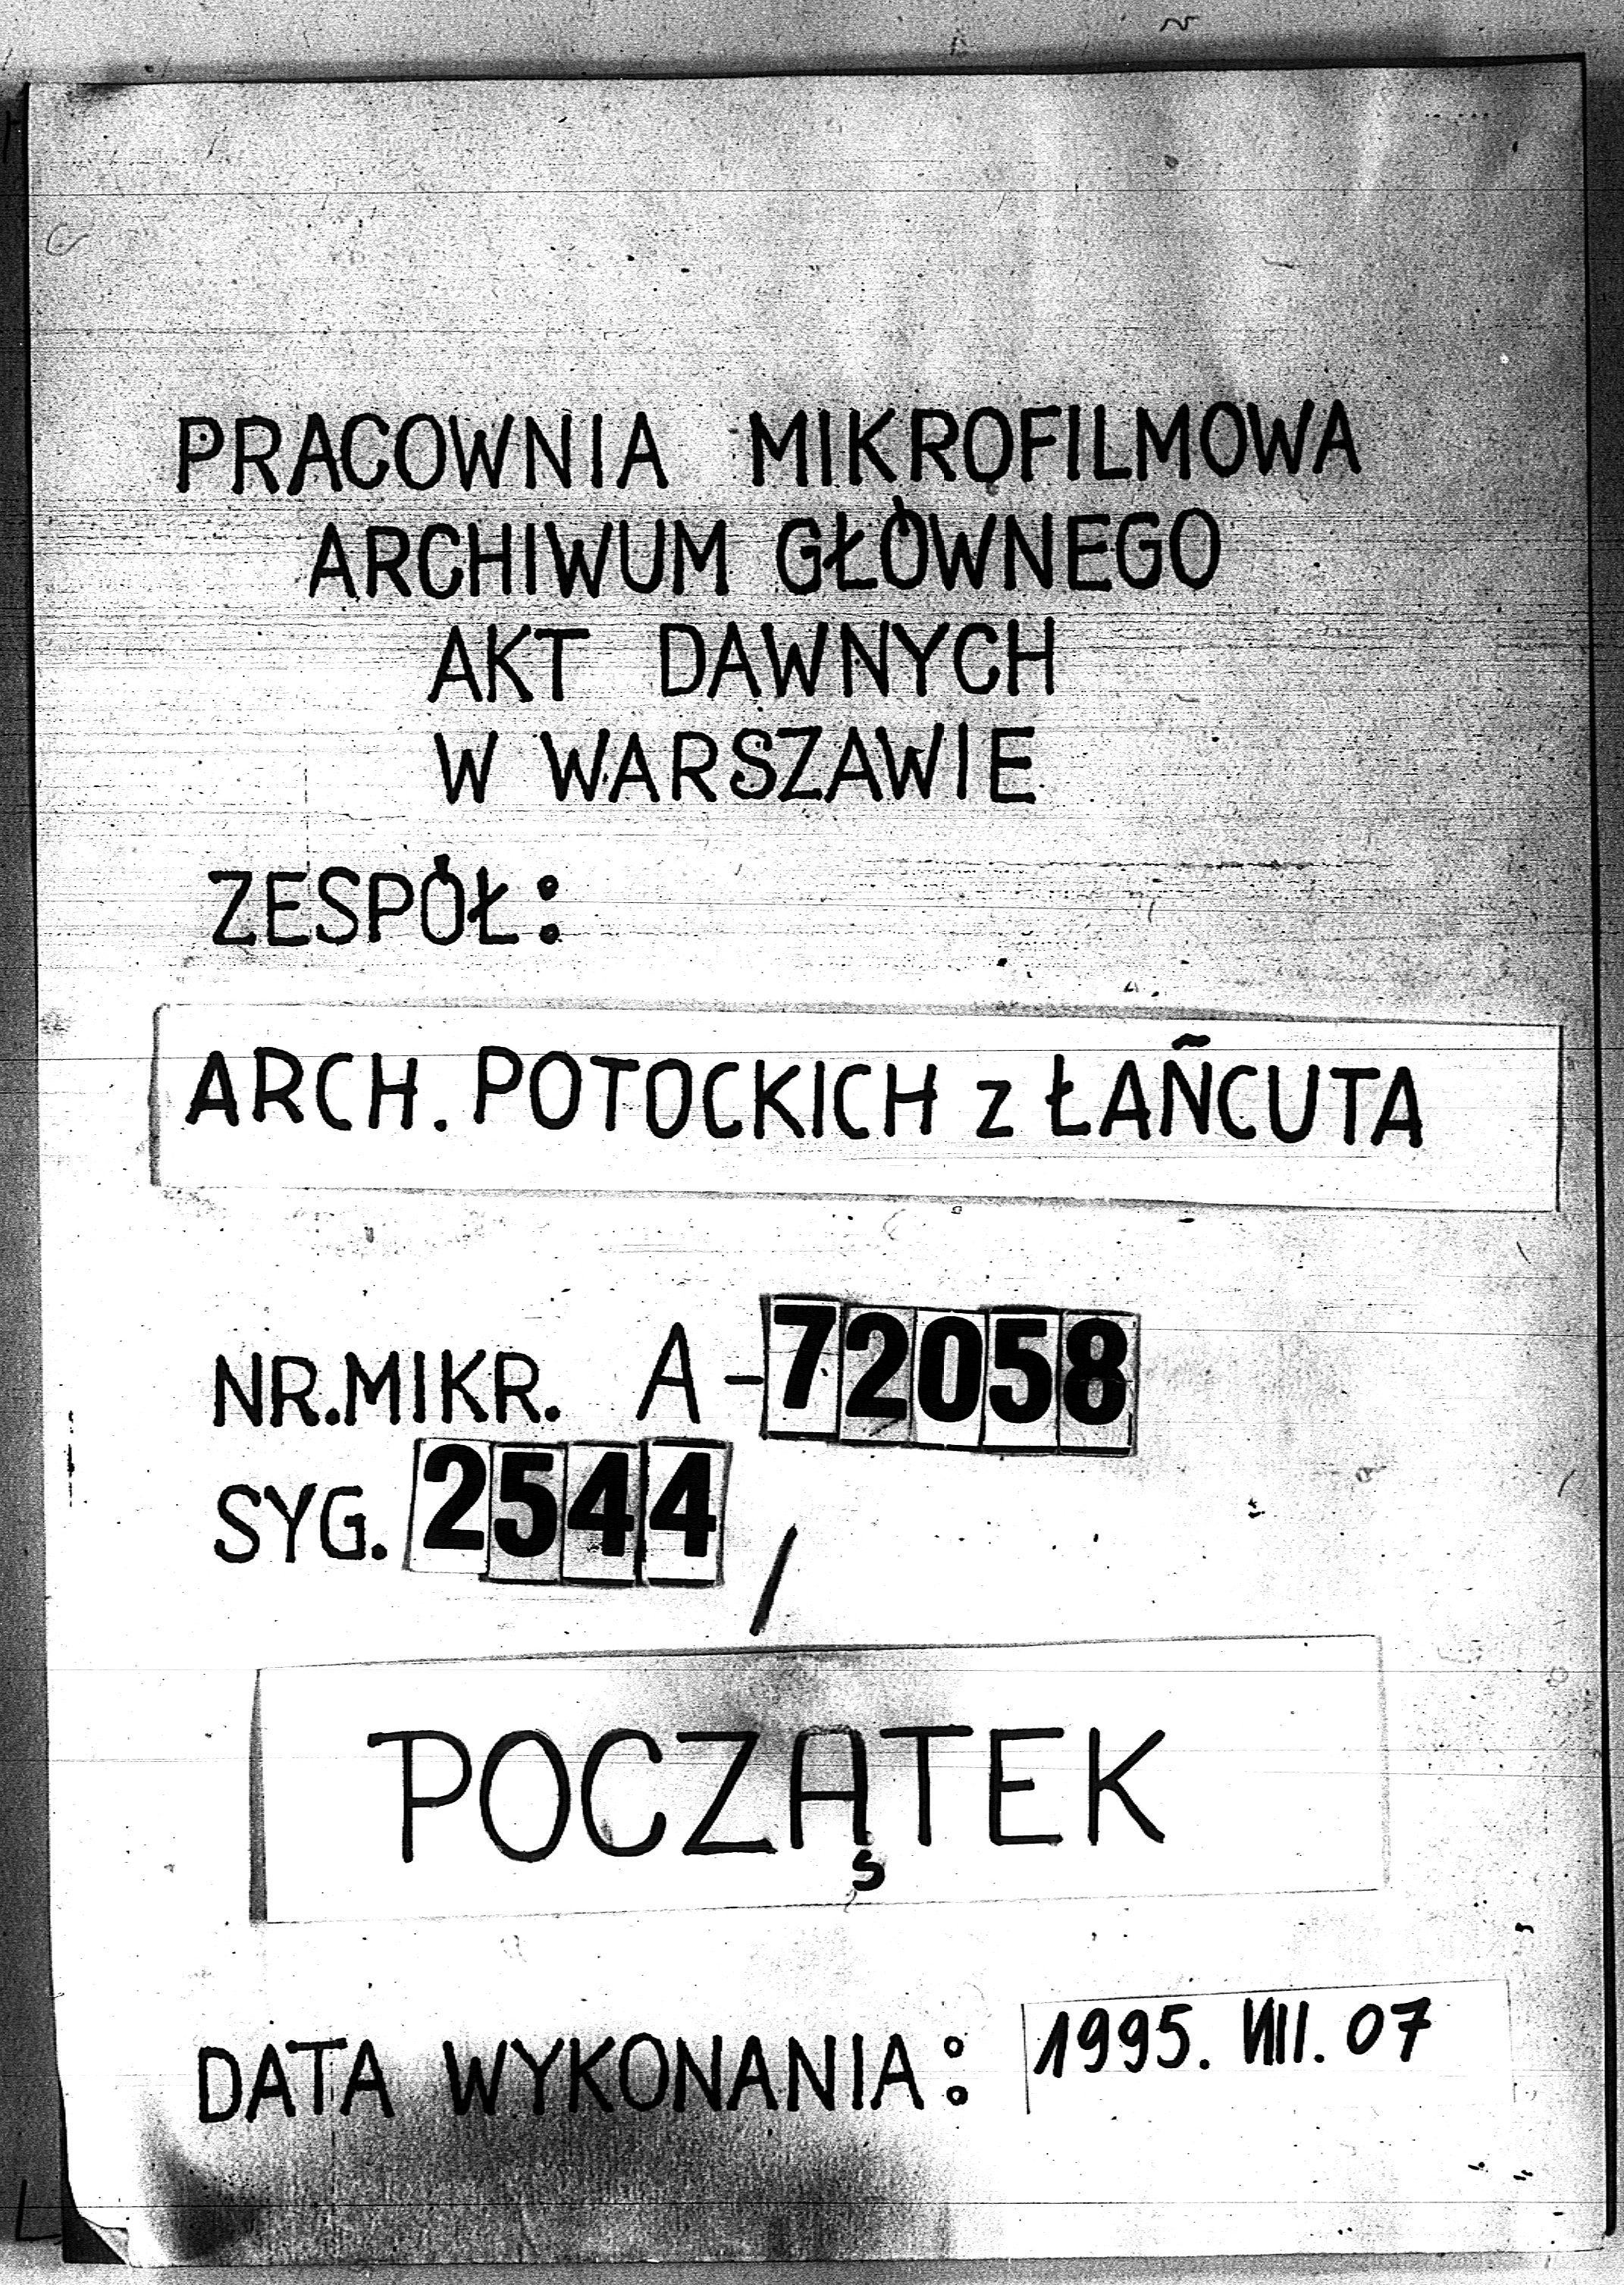 PRACOWNIA MIKROFILMOWA
ARCHIWUM GŁÓWNEGO
AKT DAWNYCH
W WARSZAWIE
ZESPÓŁ:
ARCH. POTOCKICH z ŁAŃCUTA
NR.MIKR. A-72058
SYG. 2544/
POCZĄTEK
DATA WYKONANIA: 1995. VIII. 07